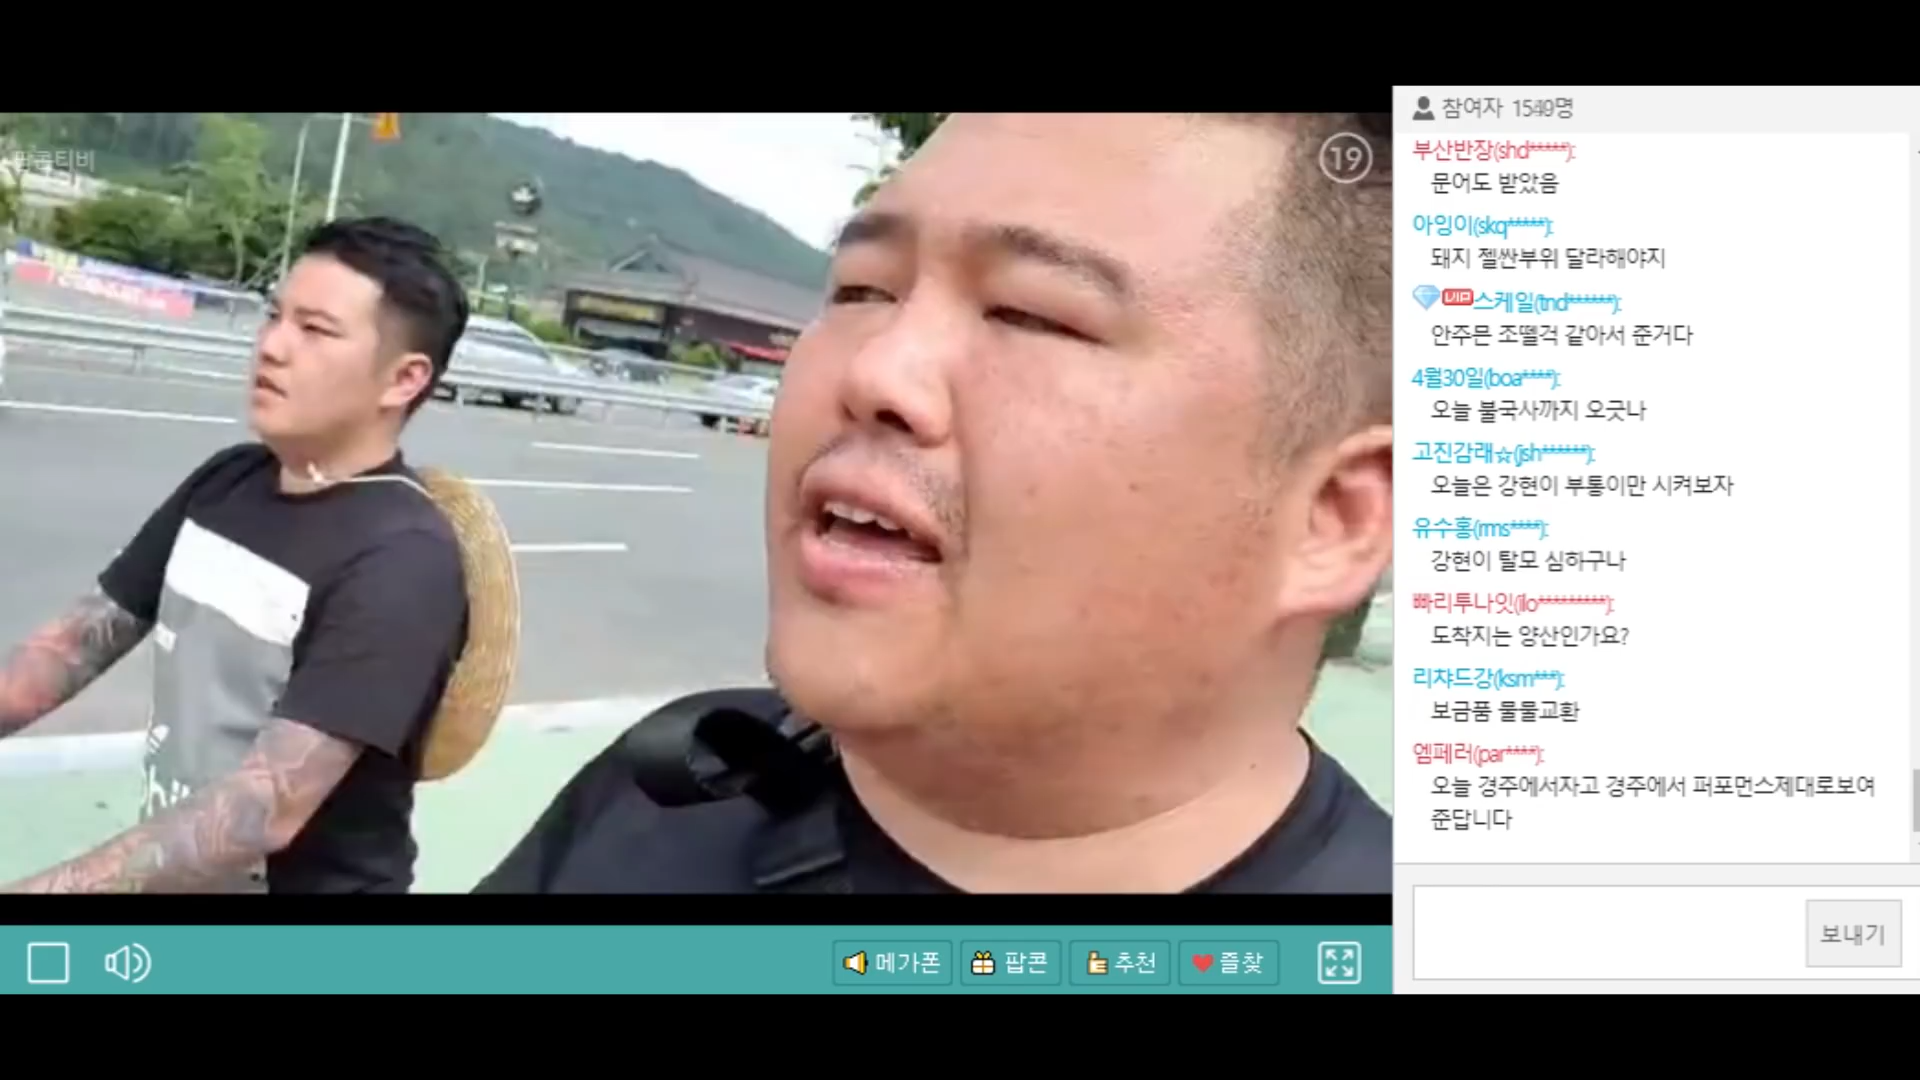 팝콘티비
19
참여자 1549명
부산반장(shd*****):
문어도 받았음
아잉이(skq*****):
돼지 젤싼부위 달라해야지
VIP스케일(tnd******):
안주믄 조뗄걱 같아서 준거다
4월30일(boa****):
오늘 불국사까지 오긋나
고진감래☆(jsh******):
오늘은 강현이 부통이만 시켜보자
유수홍(rms****):
강현이 탈모 심하구나
빠리투나잇(ilo*********):
도착지는 양산인가요?
리챠드강(ksm***):
보금품 물물교환
엠페러(par****):
오늘 경주에서자고 경주에서 퍼포먼스제대로보여
준답니다
보내기
메가폰
팝콘
추천
즐찾